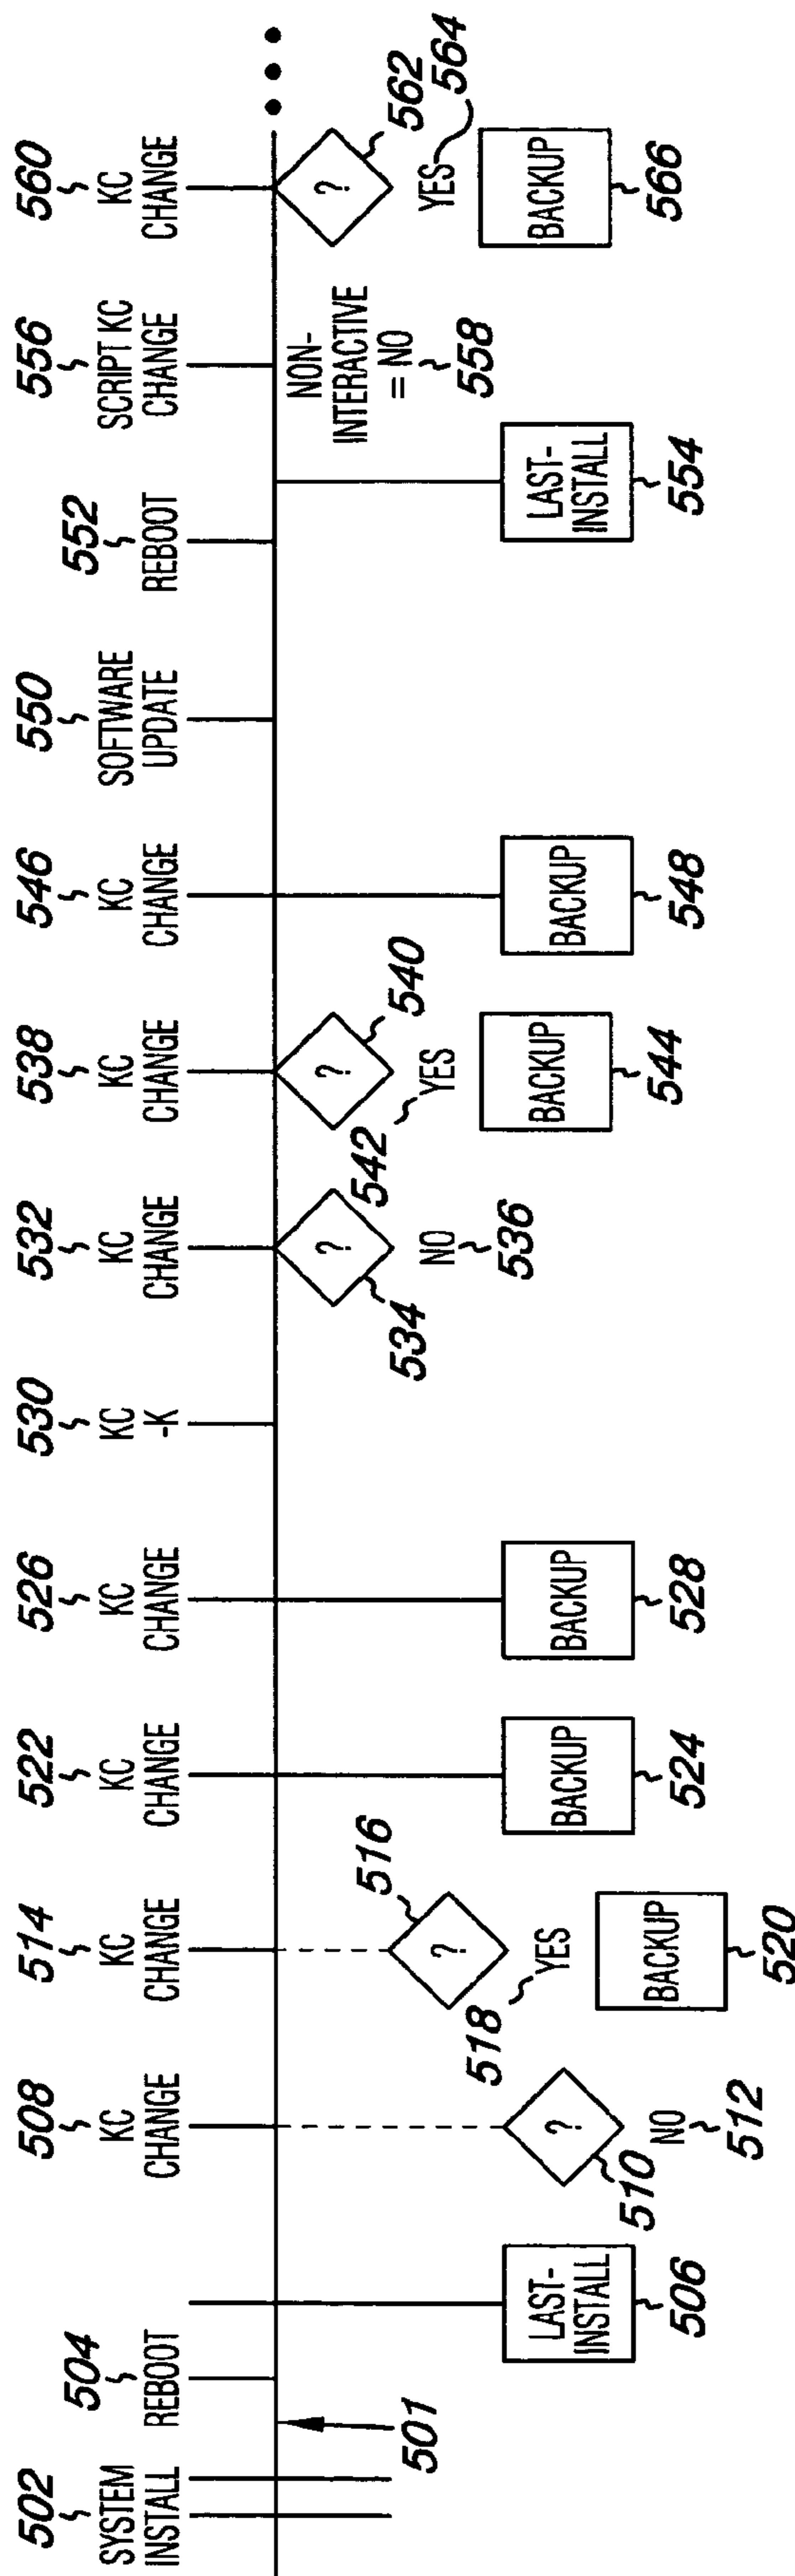 502
SYSTEM
INSTALL
504
REBOOT
501
LAST-
INSTALL
506
508
KC
CHANGE
?
510
NO
512
514
KC
CHANGE
?
516
518
YES
BACKUP
520
522
KC
CHANGE
BACKUP
524
526
KC
CHANGE
BACKUP
528
530
KC
-K
532
KC
CHANGE
?
534
NO
536
538
KC
CHANGE
?
540
542
YES
BACKUP
544
546
KC
CHANGE
BACKUP
548
550
SOFTWARE
UPDATE
552
REBOOT
LAST-
INSTALL
554
556
SCRIPT KC
CHANGE
NON-
INTERACTIVE
= NO
558
560
KC
CHANGE
?
562
YES
564
BACKUP
566